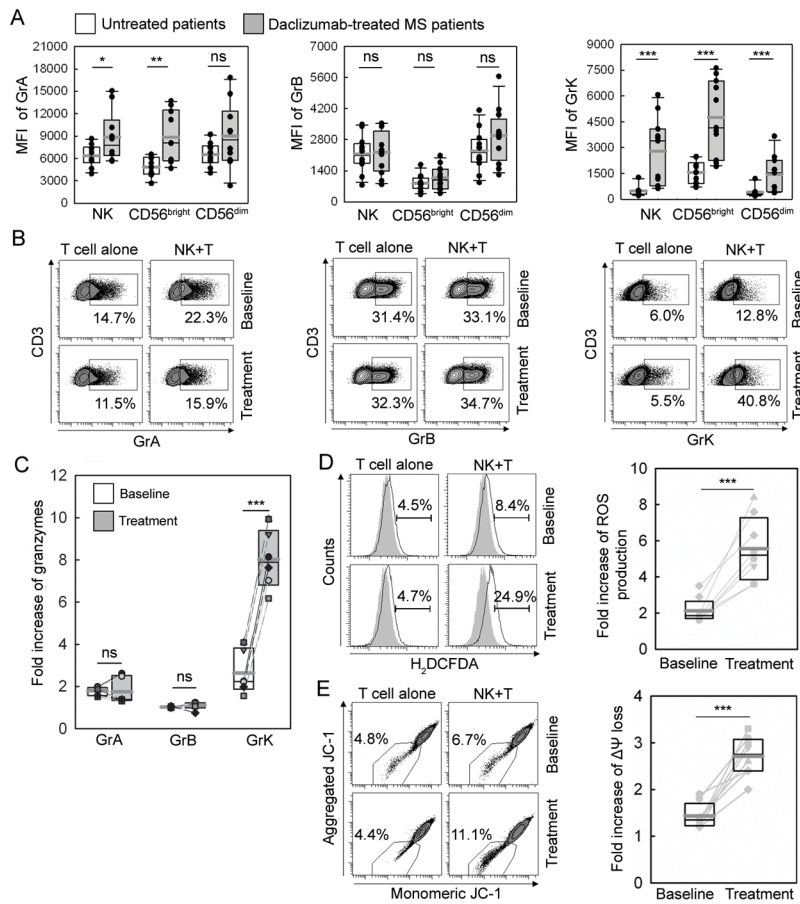 Untreated patients Daclizumab-treated MS patients
A
MFI of GrA
21000
18000
15000
12000
9000
6000
3000
0
* ** ns
NK CD56bright CD56dim
MFI of GrB
7000
5600
4200
2800
1400
0
ns ns ns
NK CD56bright CD56dim
MFI of GrK
9000
7500
6000
4500
3000
1500
0
*** *** ***
NK CD56bright CD56dim
B
T cell alone NK+T
14.7% 22.3% Baseline
11.5% 15.9% Treatment
CD3
GrA
T cell alone NK+T
31.4% 33.1% Baseline
32.3% 34.7% Treatment
CD3
GrB
T cell alone NK+T
6.0% 12.8% Baseline
5.5% 40.8% Treatment
CD3
GrK
C
Fold increase of granzymes
12
10
8
6
4
2
0
Baseline
Treatment
ns ns ***
GrA GrB GrK
D
T cell alone NK+T
4.5% 8.4% Baseline
4.7% 24.9% Treatment
Counts
H2DCFDA
Fold increase of ROS
production
10
8
6
4
2
0
***
Baseline Treatment
E
T cell alone NK+T
4.8% 6.7% Baseline
4.4% 11.1% Treatment
Aggregated JC-1
Monomeric JC-1
Fold increase of ΔΨ loss
4
3
2
1
0
***
Baseline Treatment